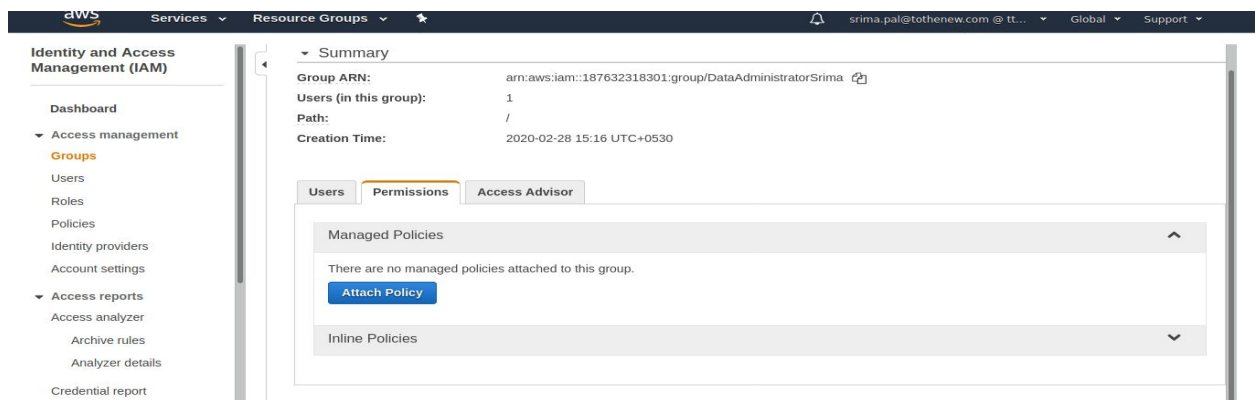 aws Services Resource Groups srima.pal@tothenew.com @ tt... Global Support
Identity and Access
Management (IAM)
Dashboard
Access management
Groups
Users
Roles
Policies
Identity providers
Account settings
Access reports
Access analyzer
Archive rules
Analyzer details
Credential report
Summary
Group ARN: arn:aws:iam::187632318301:group/DataAdministratorSrima
Users (in this group): 1
Path: /
Creation Time: 2020-02-28 15:16 UTC+0530
Users Permissions Access Advisor
Managed Policies
There are no managed policies attached to this group.
Attach Policy
Inline Policies